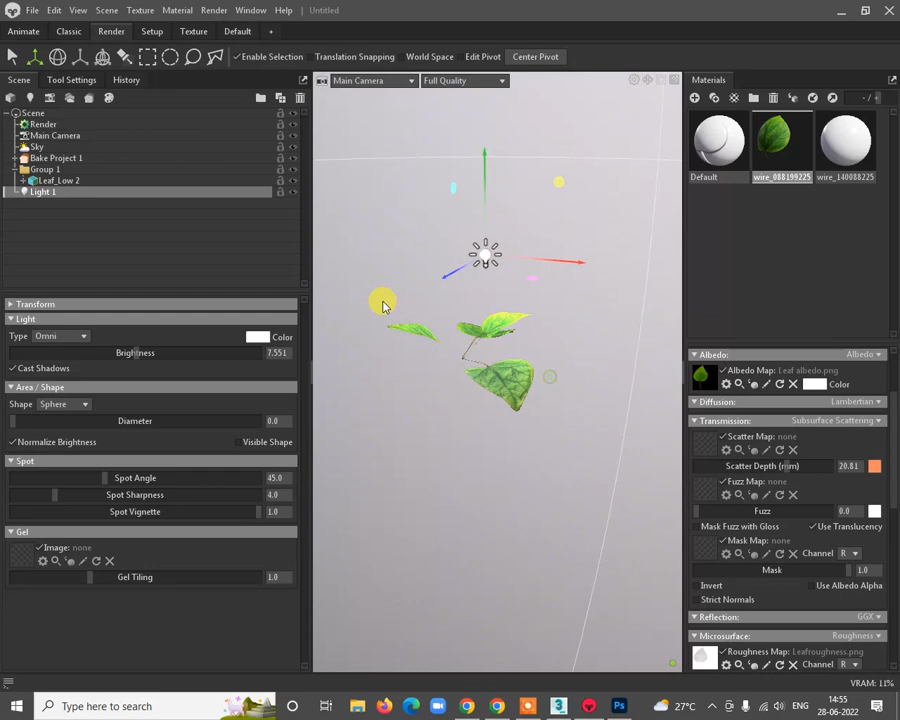 File Edit View Scene Texture Material Render Window Help Untitled
Animate Classic Render Setup Texture Default +
Enable Selection Translation Snapping World Space Edit Pivot Center Pivot
Scene Tool Settings History
Main Camera Full Quality
Materials
- / -
Scene
Render
Main Camera
Sky
Bake Project 1
Group 1
Leaf_Low 2
Light 1
Default wire_088199225 wire_140088225
Transform
Light
Type Omni Color
Brightness 7.551
Cast Shadows
Area / Shape
Shape Sphere
Diameter 0.0
Normalize Brightness Visible Shape
Spot
Spot Angle 45.0
Spot Sharpness 4.0
Spot Vignette 1.0
Gel
Image: none
Gel Tiling 1.0
Albedo: Albedo
Albedo Map: Leaf albedo.png
Color
Diffusion: Lambertian
Transmission: Subsurface Scattering
Scatter Map: none
Scatter Depth (mm) 20.81
Fuzz Map: none
Fuzz 0.0
Mask Fuzz with Gloss Use Translucency
Mask Map: none
Channel R
Mask 1.0
Invert Use Albedo Alpha
Strict Normals
Reflection: GGX
Microsurface: Roughness
Roughness Map: Leafroughness.png
Channel R
VRAM: 11%
Type here to search
27°C
ENG
14:55
28-06-2022